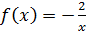 f(x) = −2/x